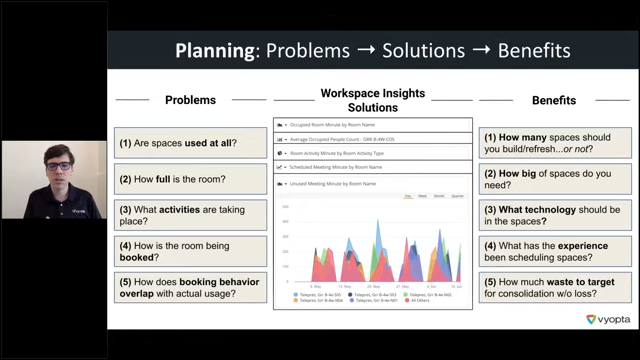 Planning: Problems → Solutions → Benefits
Problems
(1) Are spaces used at all?
(2) How full is the room?
(3) What activities are taking
place?
(4) How is the room being
booked?
(5) How does booking behavior
overlap with actual usage?
Workspace Insights
Solutions
Occupied Room Minute by Room Name
Average Occupied People Count - GRR B-4W-C05
Room Activity Minute by Room Activity Type
Scheduled Meeting Minute by Room Name
Unused Meeting Minute by Room Name
Day Week Month Quarter
All Others
Benefits
(1) How many spaces should
you build/refresh...or not?
(2) How big of spaces do you
need?
(3) What technology should be
in the spaces?
(4) What has the experience
been scheduling spaces?
(5) How much waste to target
for consolidation w/o loss?
vyopta